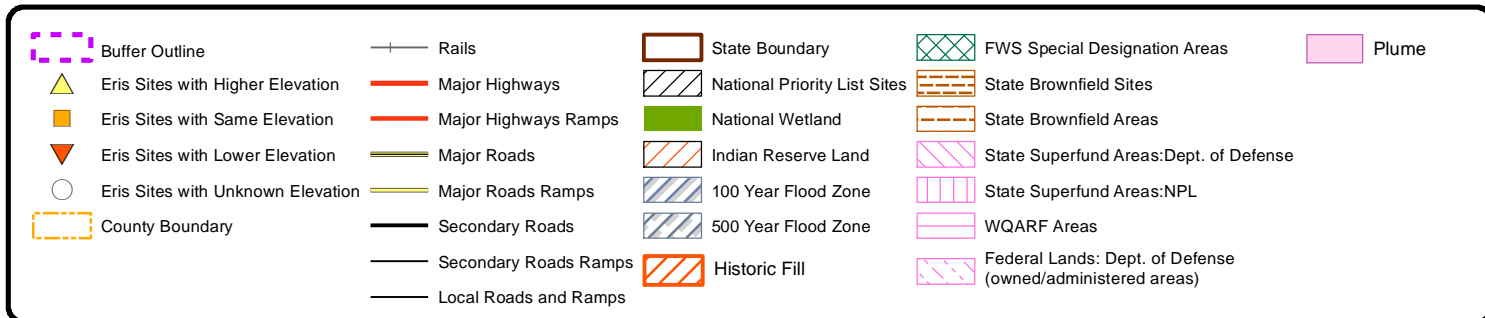 Buffer Outline
Eris Sites with Higher Elevation
Eris Sites with Same Elevation
Eris Sites with Lower Elevation
Eris Sites with Unknown Elevation
County Boundary
Rails
Major Highways
Major Highways Ramps
Major Roads
Major Roads Ramps
Secondary Roads
Secondary Roads Ramps
Local Roads and Ramps
State Boundary
National Priority List Sites
National Wetland
Indian Reserve Land
100 Year Flood Zone
500 Year Flood Zone
Historic Fill
FWS Special Designation Areas
State Brownfield Sites
State Brownfield Areas
State Superfund Areas:Dept. of Defense
State Superfund Areas:NPL
WQARF Areas
Federal Lands: Dept. of Defense
(owned/administered areas)
Plume